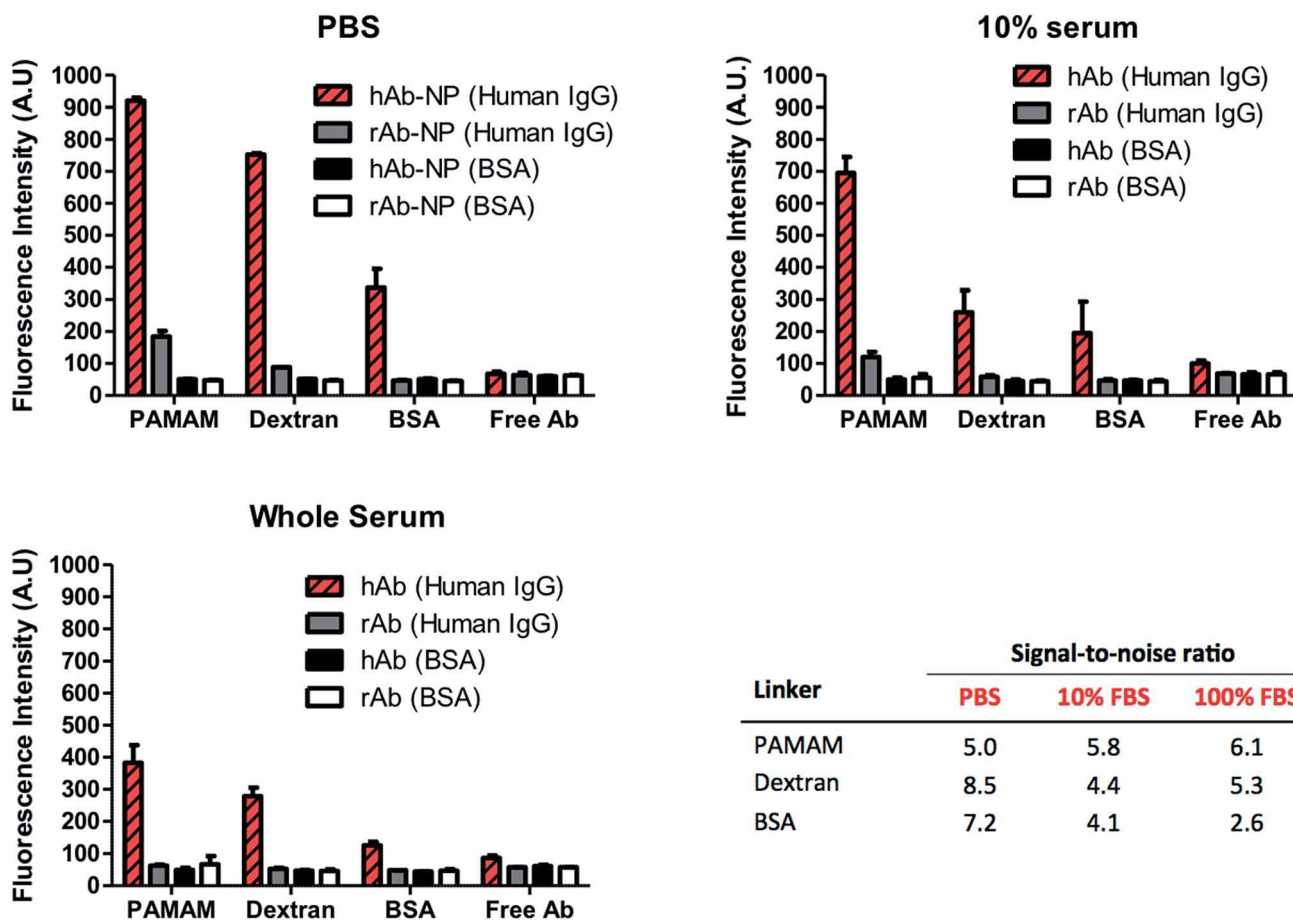 PBS
Fluorescence Intensity (A.U)
1000
900
800
700
600
500
400
300
200
100
0
hAb-NP (Human IgG)
rAb-NP (Human IgG)
hAb-NP (BSA)
rAb-NP (BSA)
PAMAM Dextran BSA Free Ab
10% serum
Fluorescence Intensity (A.U.)
1000
900
800
700
600
500
400
300
200
100
0
hAb (Human IgG)
rAb (Human IgG)
hAb (BSA)
rAb (BSA)
PAMAM Dextran BSA Free Ab
Whole Serum
Fluorescence Intensity (A.U)
1000
900
800
700
600
500
400
300
200
100
0
hAb (Human IgG)
rAb (Human IgG)
hAb (BSA)
rAb (BSA)
PAMAM Dextran BSA Free Ab
Signal-to-noise ratio
Linker PBS 10% FBS 100% FBS
PAMAM 5.0 5.8 6.1
Dextran 8.5 4.4 5.3
BSA 7.2 4.1 2.6